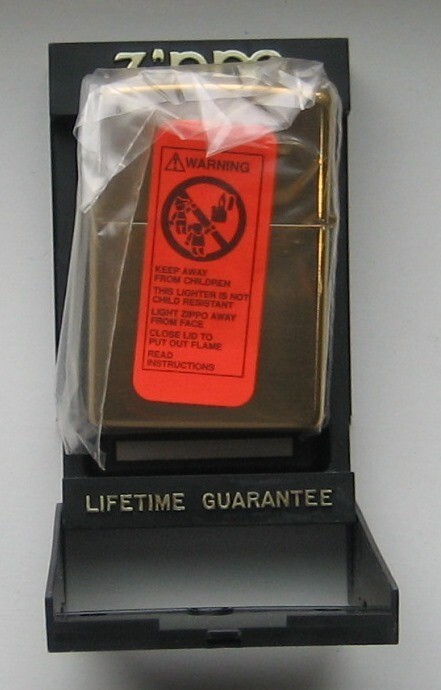 zippo
WARNING
KEEP AWAY
FROM CHILDREN
THIS LIGHTER IS NOT
CHILD RESISTANT
LIGHT ZIPPO AWAY
FROM FACE
CLOSE LID TO
PUT OUT FLAME
READ
INSTRUCTIONS
LIFETIME GUARANTEE